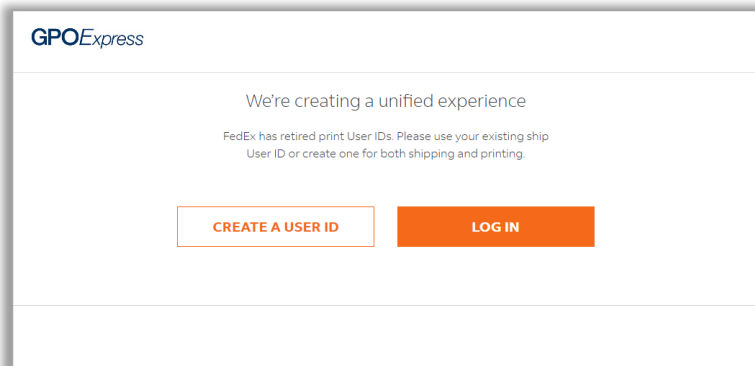 GPOExpress
We're creating a unified experience
FedEx has retired print User IDs. Please use your existing ship
User ID or create one for both shipping and printing.
CREATE A USER ID
LOG IN